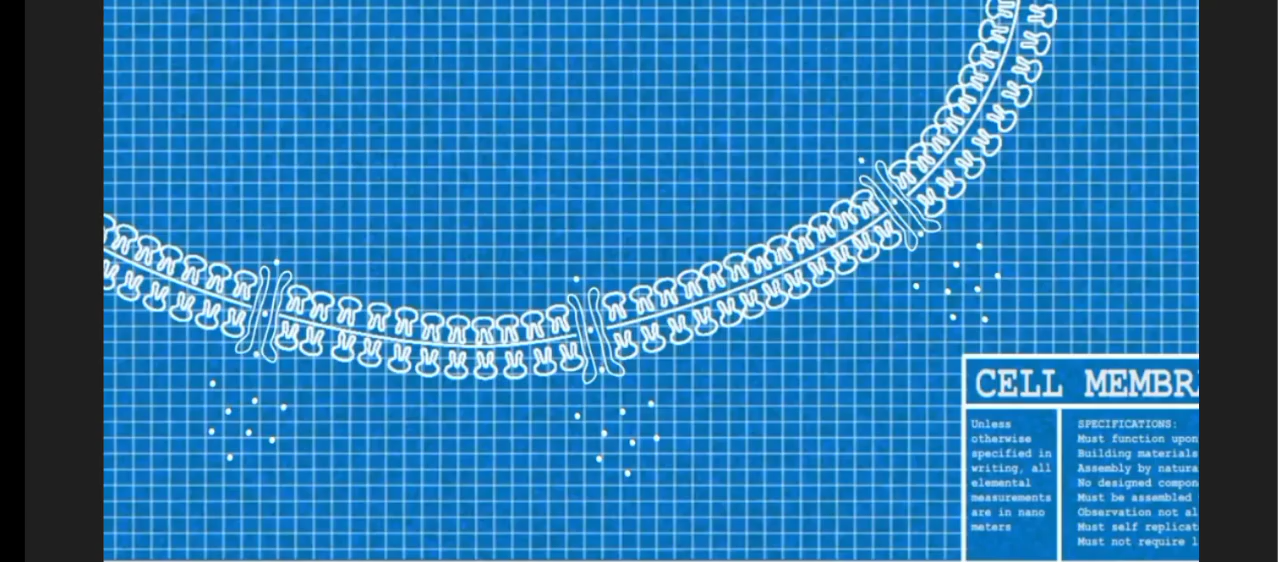 CELL MEMBR
Unless
otherwise
specified in
writing, all
elemental
measurements
are in nano
meters
SPECIFICATIONS:
Must function upon
Building materials
Assembly by natura
No designed compon
Must be assembled
Observation not al
Must self replicat
Must not require l